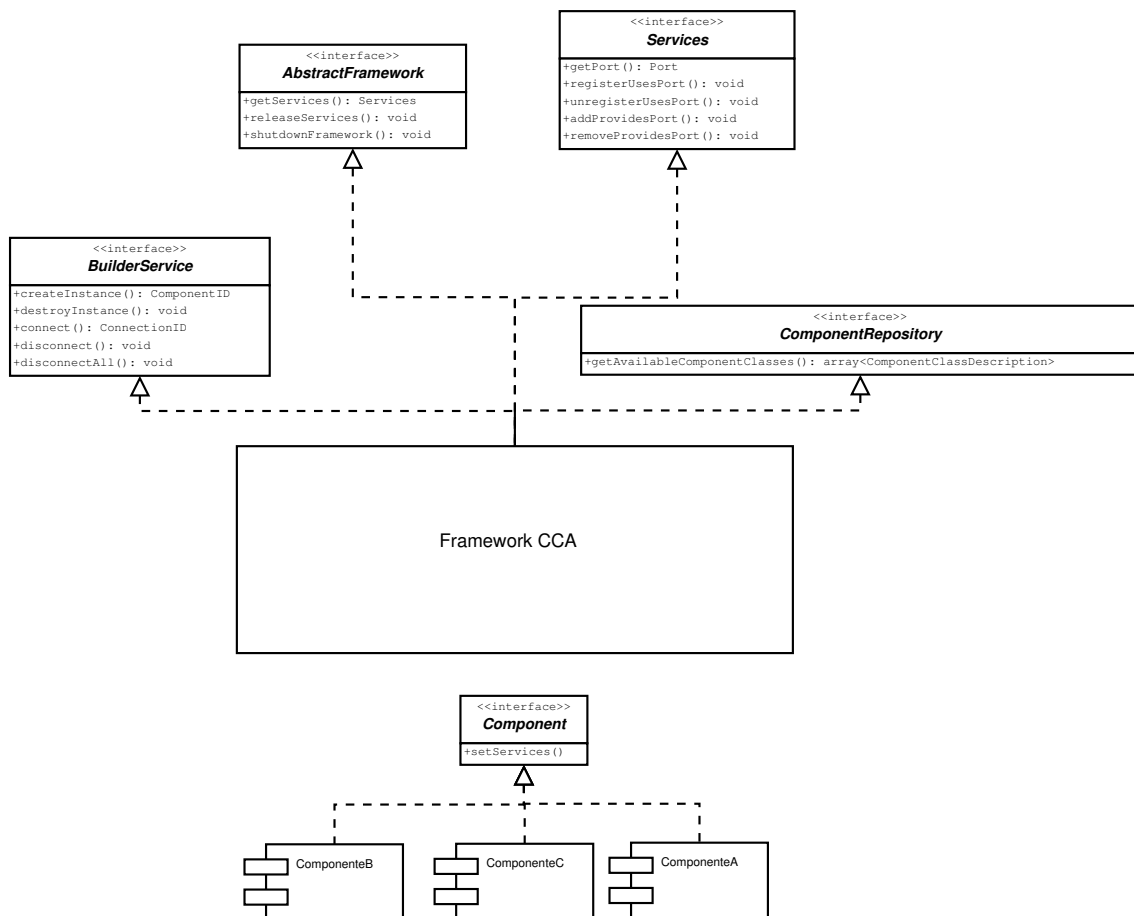 <<interface>>
Services
+getPort(): Port
+registerUsesPort(): void
+unregisterUsesPort(): void
+addProvidesPort(): void
+removeProvidesPort(): void
<<interface>>
AbstractFramework
+getServices(): Services
+releaseServices(): void
+shutdownFramework(): void
<<interface>>
BuilderService
+createInstance(): ComponentID
+destroyInstance(): void
+connect(): ConnectionID
+disconnect(): void
+disconnectAll(): void
<<interface>>
ComponentRepository
+getAvailableComponentClasses(): array<ComponentClassDescription>
Framework CCA
<<interface>>
Component
+setServices()
ComponenteB
ComponenteC
ComponenteA